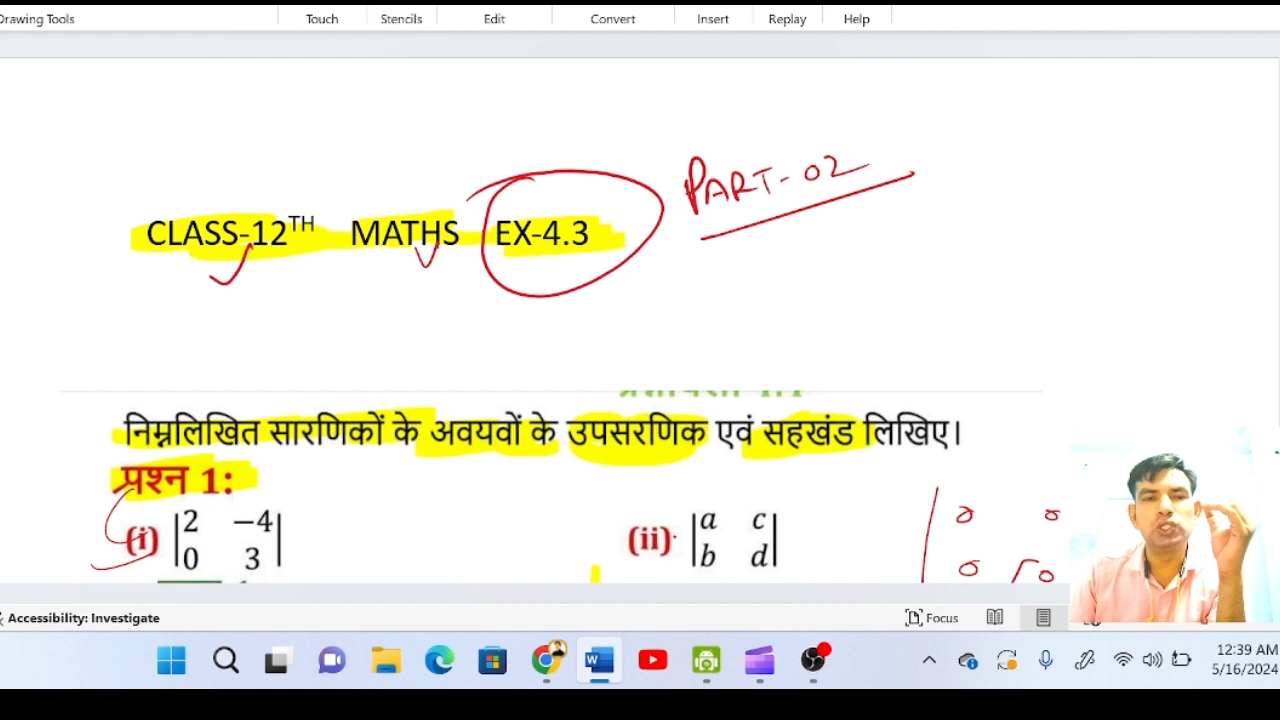 Drawing Tools Touch Stencils Edit Convert Insert Replay Help
PART-02
CLASS-12TH MATHS EX-4.3
निम्नलिखित सारणिकों के अवयवों के उपसरणिक एवं सहखंड लिखिए।
प्रश्न 1:
(i) |2 −4| (ii) |a c|
|0 3| |b d|
Accessibility: Investigate Focus
12:39 AM
5/16/2024